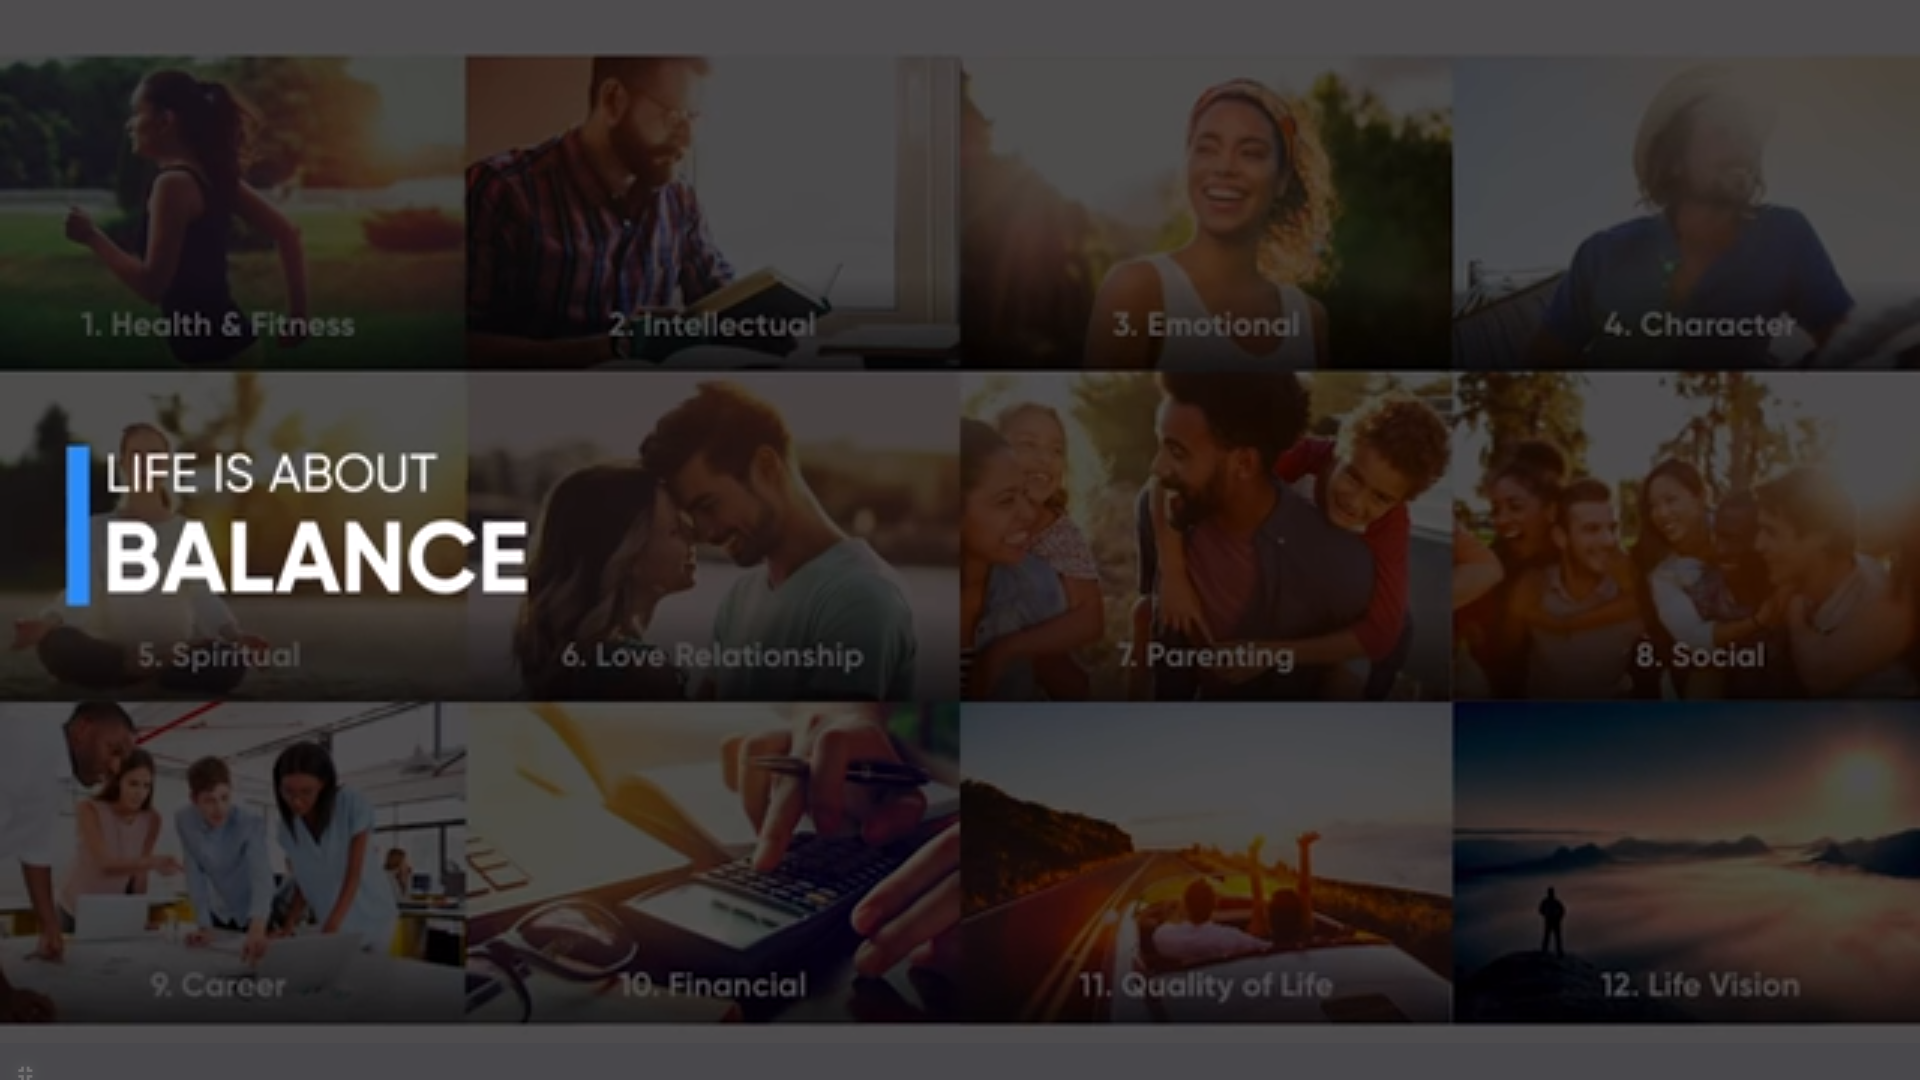 1. Health & Fitness
2. Intellectual
3. Emotional
4. Character
LIFE IS ABOUT
BALANCE
5. Spiritual
6. Love Relationship
7. Parenting
8. Social
9. Career
10. Financial
11. Quality of Life
12. Life Vision